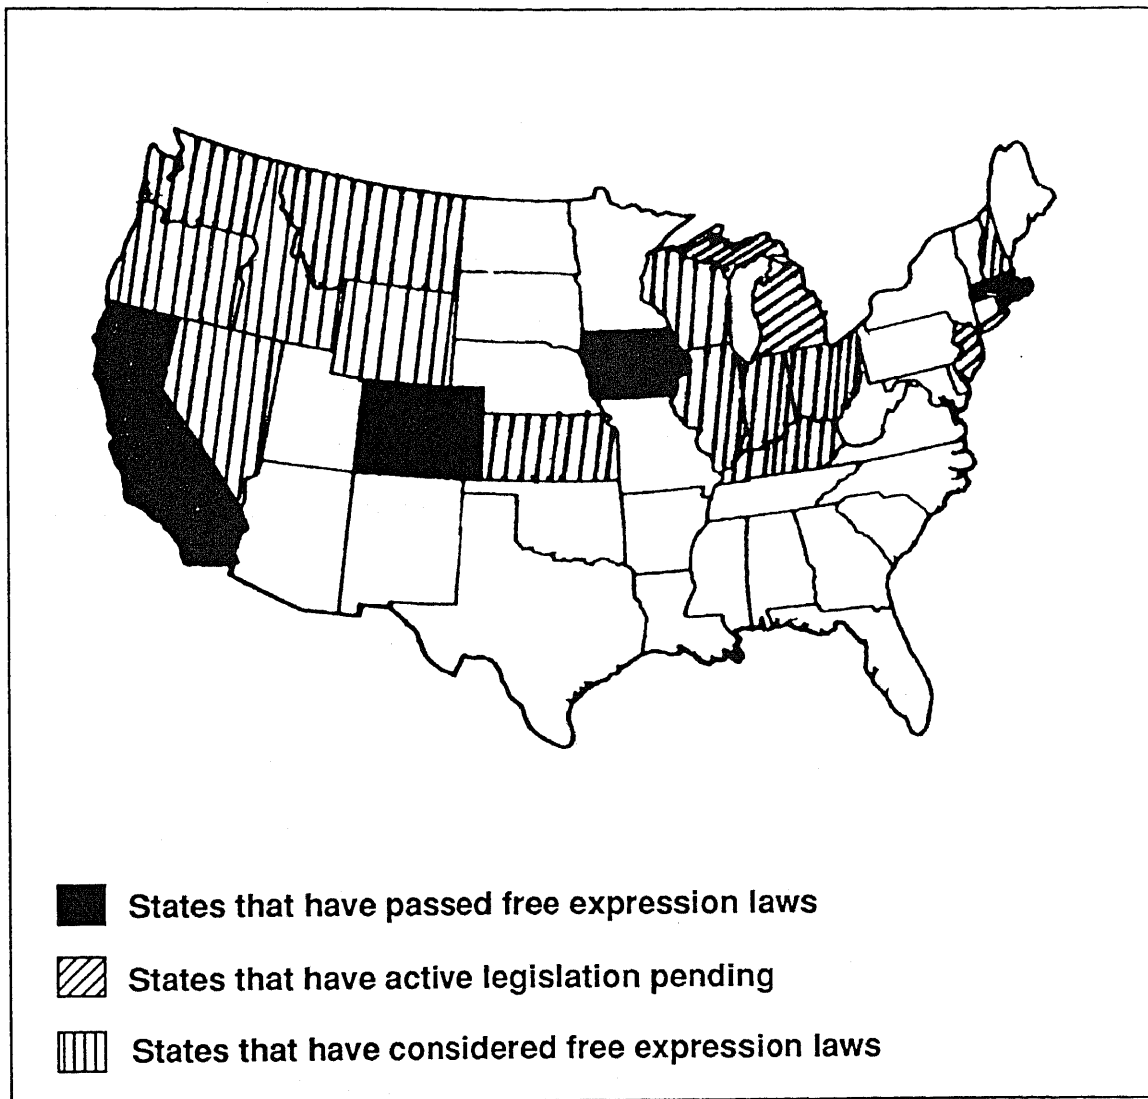 States that have passed free expression laws
States that have active legislation pending
States that have considered free expression laws